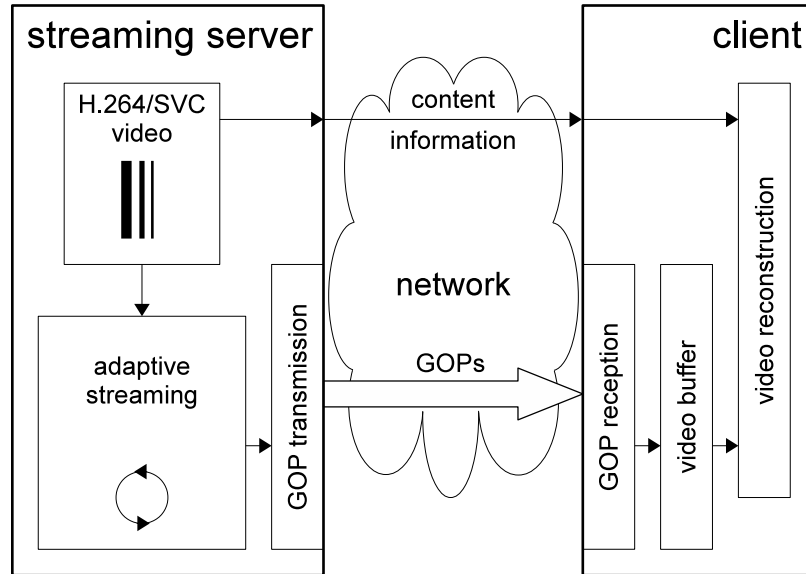 streaming server
client
H.264/SVC
video
content
information
adaptive
streaming
GOP transmission
network
GOPs
GOP reception
video buffer
video reconstruction